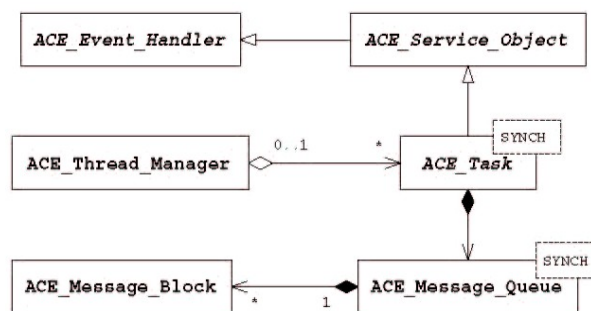 ACE_Event_Handler
ACE_Service_Object
SYNCH
0..1
*
ACE_Thread_Manager
ACE_Task
SYNCH
ACE_Message_Block
ACE_Message_Queue
*
1